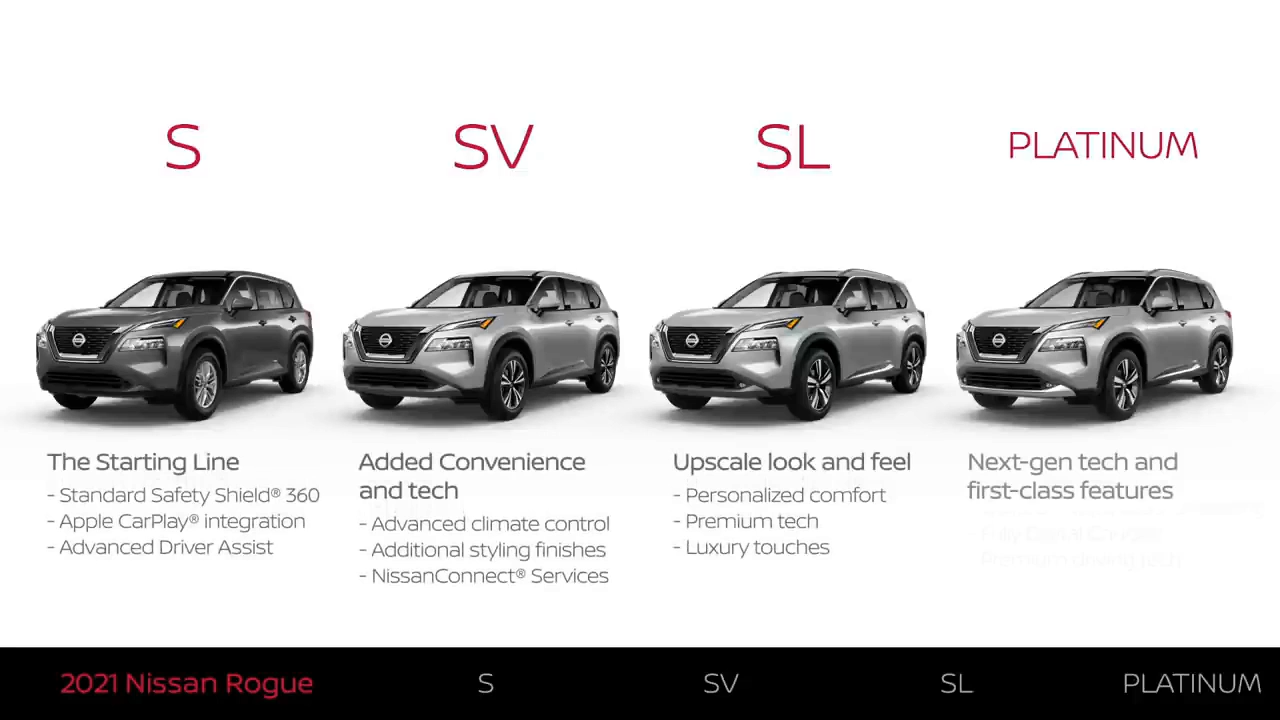 S
SV
SL
PLATINUM
The Starting Line
- Standard Safety Shield® 360
- Apple CarPlay® integration
- Advanced Driver Assist
Added Convenience
and tech
- Advanced climate control
- Additional styling finishes
- NissanConnect® Services
Upscale look and feel
- Personalized comfort
- Premium tech
- Luxury touches
Next-gen tech and
first-class features
2021 Nissan Rogue
S
SV
SL
PLATINUM